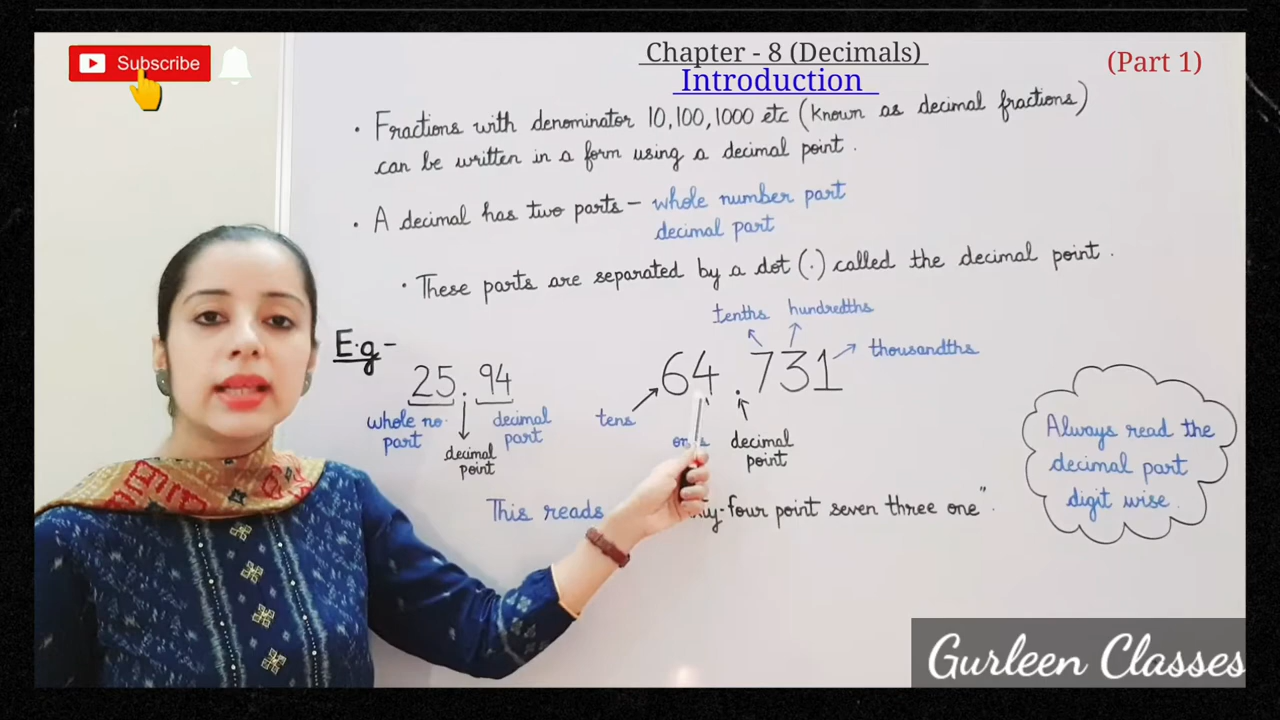 Subscribe
Chapter - 8 (Decimals)
Introduction
(Part 1)
• Fractions with denominator 10,100,1000 etc (known as decimal fractions)
can be written in a form using a decimal point.
• A decimal has two parts - whole number part
decimal part
• These parts are separated by a dot (.) called the decimal point.
E.g-
25.94
whole no. part
decimal point
decimal part
tenths hundredths
64.731
thousandths
tens
decimal point
This reads
-four point seven three one".
Always read the
decimal part
digit wise.
Gurleen Classes